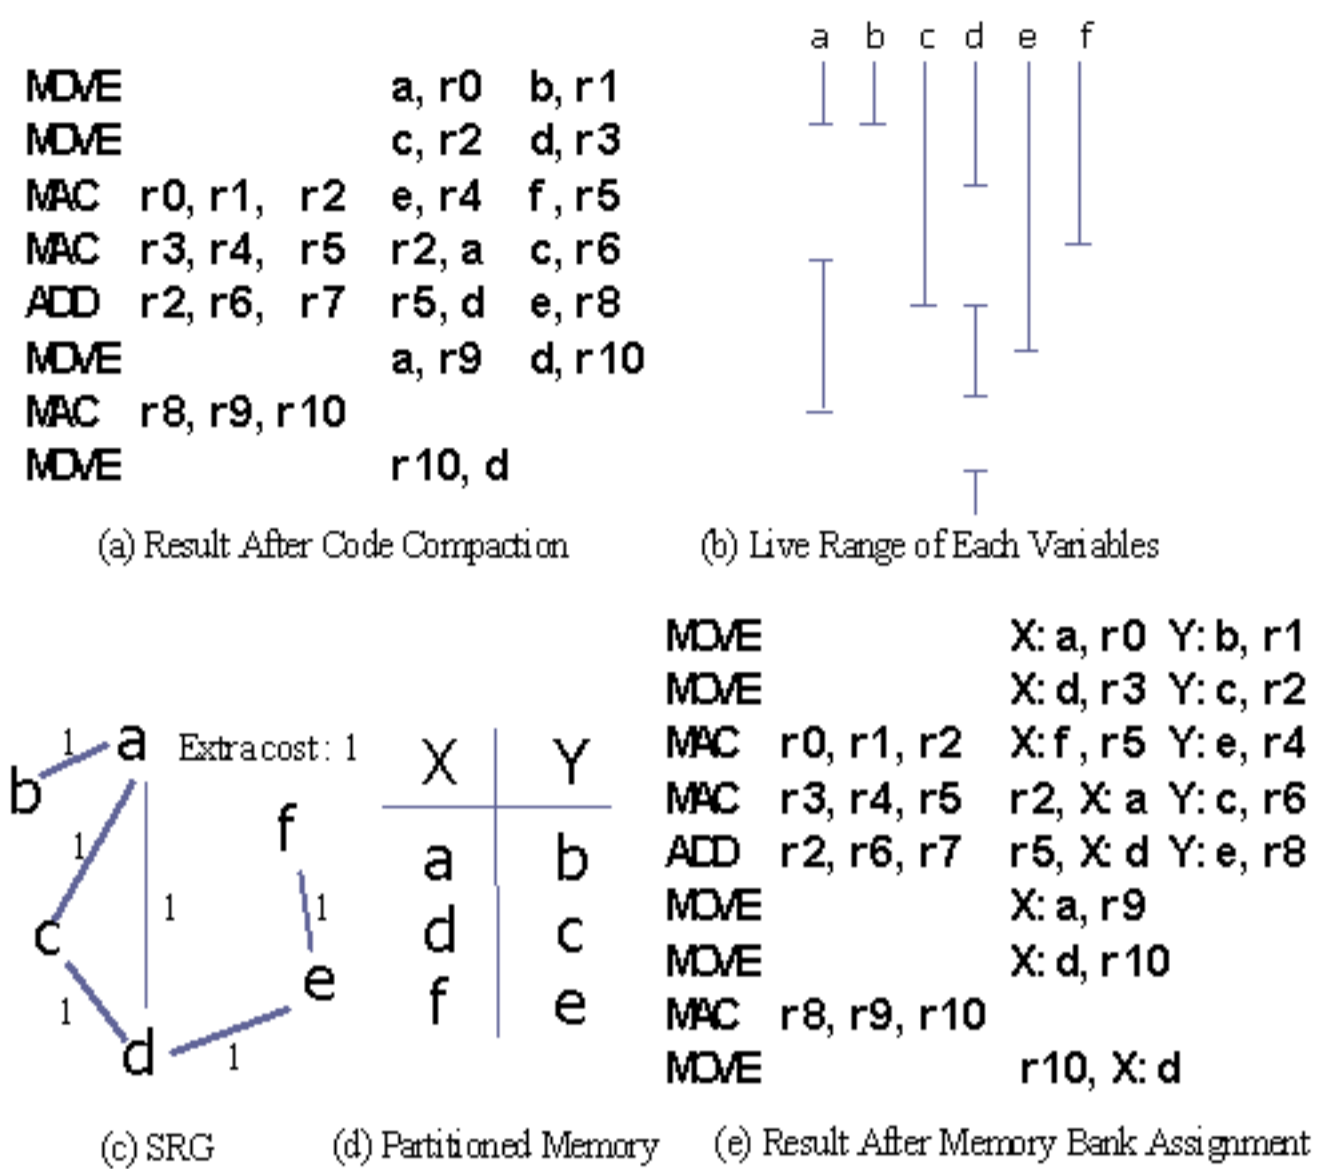 MOVE a, r0 b, r1
MOVE c, r2 d, r3
MAC r0, r1, r2 e, r4 f, r5
MAC r3, r4, r5 r2, a c, r6
ADD r2, r6, r7 r5, d e, r8
MOVE a, r9 d, r10
MAC r8, r9, r10
MOVE r10, d
(a) Result After Code Compaction
a b c d e f
(b) Live Range of Each Variables
a
b
c
d
e
f
1
1
1
1
1
1
Extra cost: 1
(c) SRG
X Y
a b
d c
f e
(d) Partitioned Memory
MOVE X: a, r0 Y: b, r1
MOVE X: d, r3 Y: c, r2
MAC r0, r1, r2 X: f, r5 Y: e, r4
MAC r3, r4, r5 r2, X: a Y: c, r6
ADD r2, r6, r7 r5, X: d Y: e, r8
MOVE X: a, r9
MOVE X: d, r10
MAC r8, r9, r10
MOVE r10, X: d
(e) Result After Memory Bank Assignment